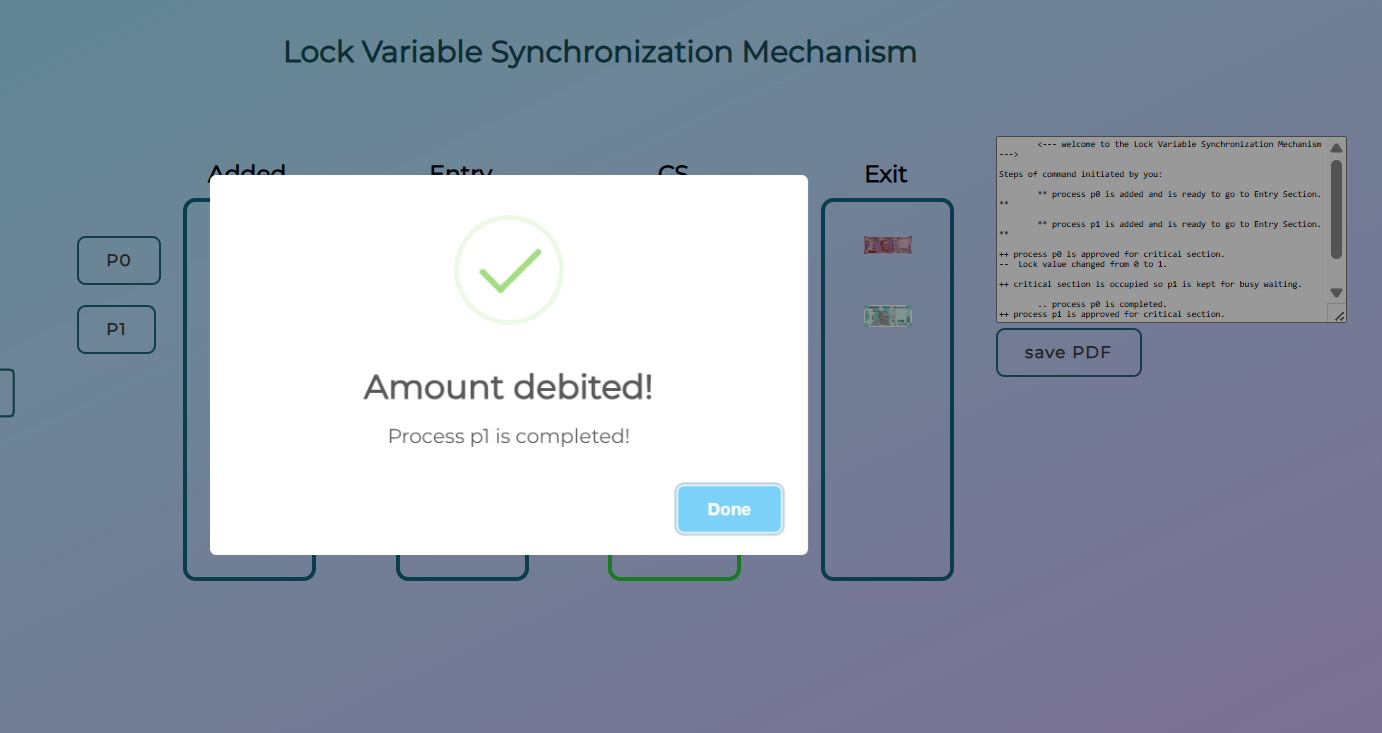 Lock Variable Synchronization Mechanism
Added
Entry
CS
Exit
P0
P1
Amount debited!
Process p1 is completed!
Done
<--- welcome to the Lock Variable Synchronization Mechanism
--->
Steps of command initiated by you:
** process p0 is added and is ready to go to Entry Section.
**
** process p1 is added and is ready to go to Entry Section.
**
++ process p0 is approved for critical section.
-- Lock value changed from 0 to 1.
++ critical section is occupied so p1 is kept for busy waiting.
.. process p0 is completed.
++ process p1 is approved for critical section.
save PDF